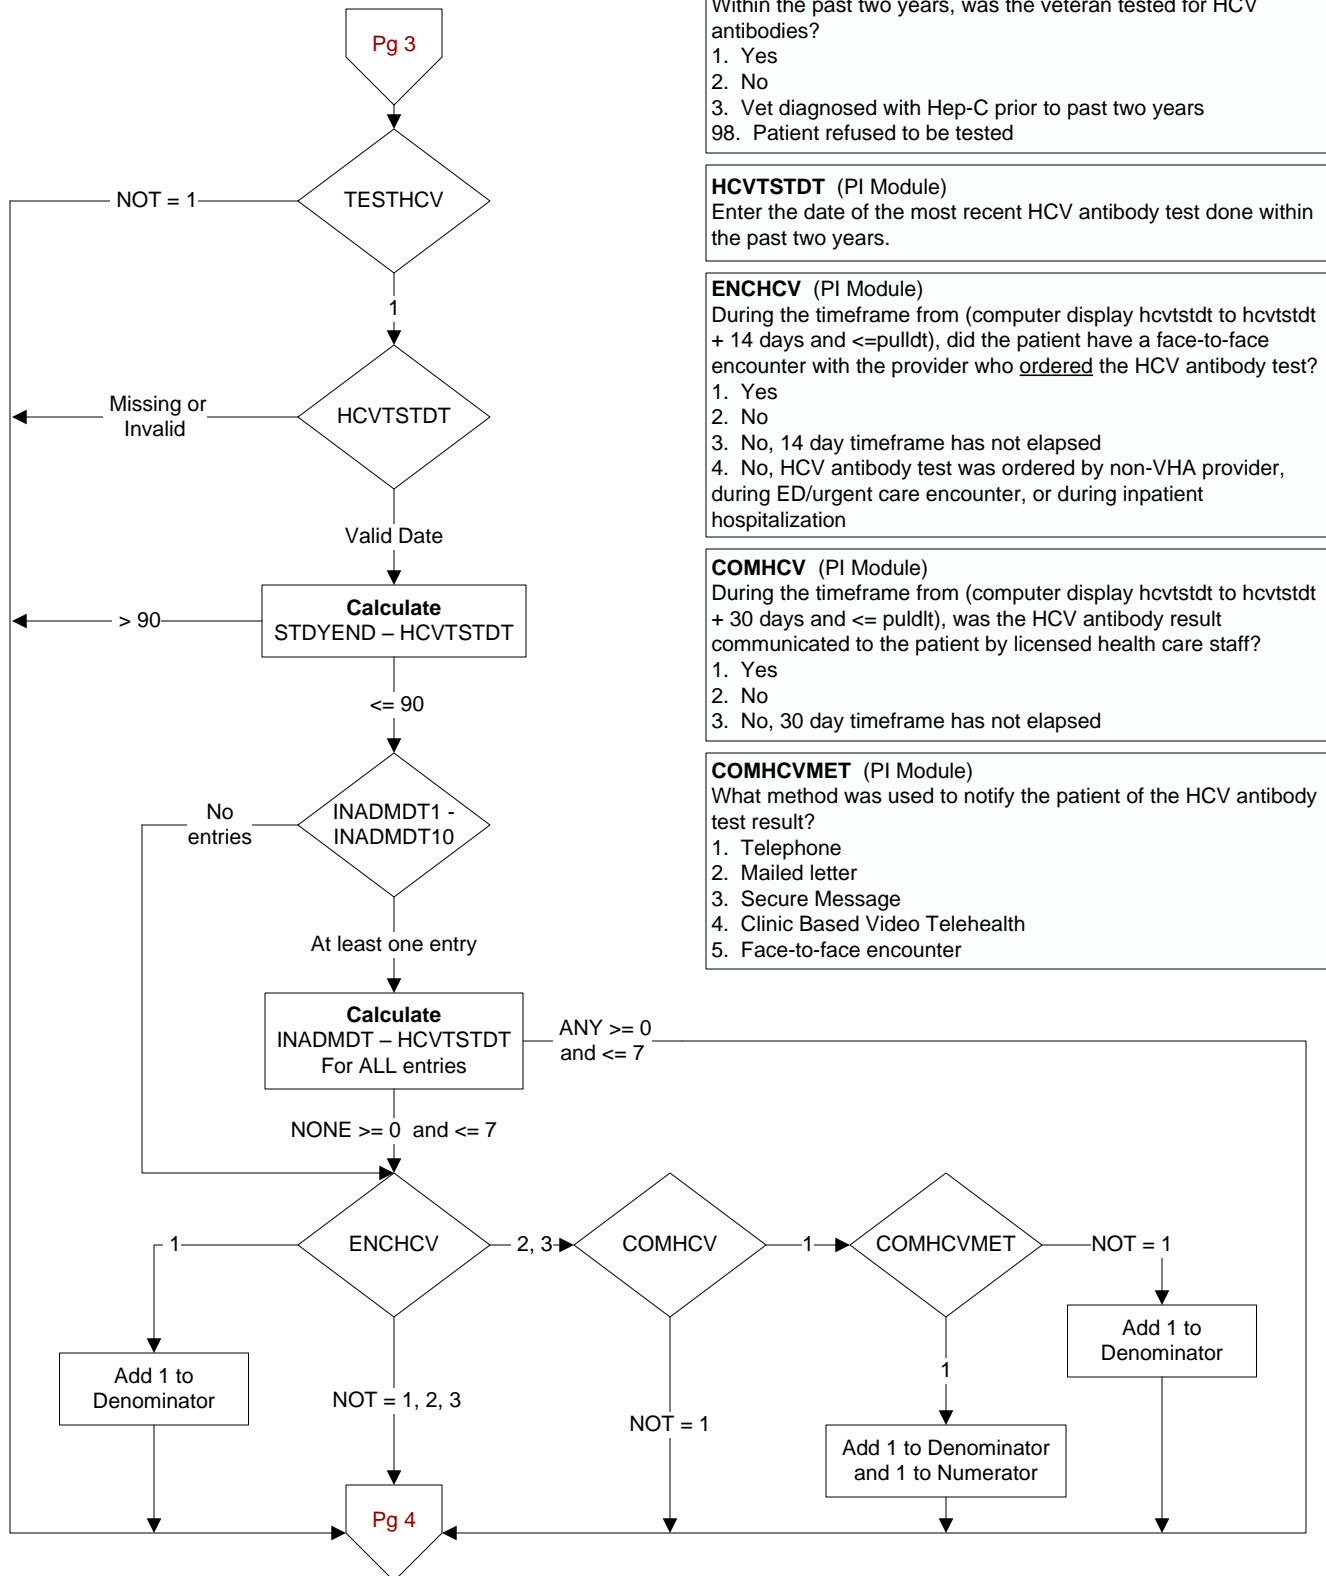 Pg 3
TESTHCV
NOT = 1
1
HCVTSTDT
Missing or
Invalid
Valid Date
Calculate
STDYEND – HCVTSTDT
> 90
<= 90
INADMDT1 -
INADMDT10
No
entries
At least one entry
Calculate
INADMDT – HCVTSTDT
For ALL entries
ANY >= 0
and <= 7
NONE >= 0 and <= 7
ENCHCV
1
2, 3
COMHCV
1
COMHCVMET
NOT = 1
Add 1 to
Denominator
Add 1 to
Denominator
NOT = 1, 2, 3
NOT = 1
1
Add 1 to Denominator
and 1 to Numerator
Pg 4
Within the past two years, was the veteran tested for HCV
antibodies?
1. Yes
2. No
3. Vet diagnosed with Hep-C prior to past two years
98. Patient refused to be tested
HCVTSTDT (PI Module)
Enter the date of the most recent HCV antibody test done within
the past two years.
ENCHCV (PI Module)
During the timeframe from (computer display hcvtstdt to hcvtstdt
+ 14 days and <=pulldt), did the patient have a face-to-face
encounter with the provider who ordered the HCV antibody test?
1. Yes
2. No
3. No, 14 day timeframe has not elapsed
4. No, HCV antibody test was ordered by non-VHA provider,
during ED/urgent care encounter, or during inpatient
hospitalization
COMHCV (PI Module)
During the timeframe from (computer display hcvtstdt to hcvtstdt
+ 30 days and <= puldlt), was the HCV antibody result
communicated to the patient by licensed health care staff?
1. Yes
2. No
3. No, 30 day timeframe has not elapsed
COMHCVMET (PI Module)
What method was used to notify the patient of the HCV antibody
test result?
1. Telephone
2. Mailed letter
3. Secure Message
4. Clinic Based Video Telehealth
5. Face-to-face encounter